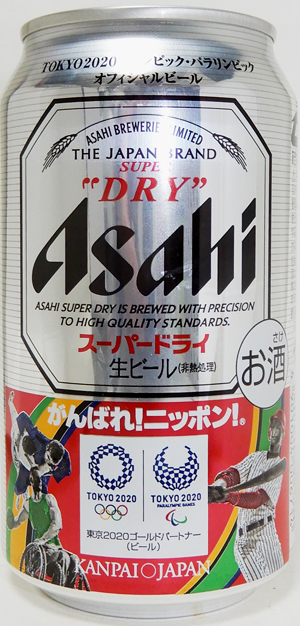 TOKYO2020 ンピック・パラリンピック
オフィシャルビール
ASAHI BREWERIES LIMITED
THE JAPAN BRAND
SUPER
"DRY"
Asahi
ASAHI SUPER DRY IS BREWED WITH PRECISION
TO HIGH QUALITY STANDARDS.
スーパードライ
生ビール(非熱処理)
さけ
お酒
がんばれ!ニッポン!®
TOKYO 2020
TOKYO 2020
PARALYMPIC GAMES
東京2020ゴールドパートナー
(ビール)
KANPAI JAPAN